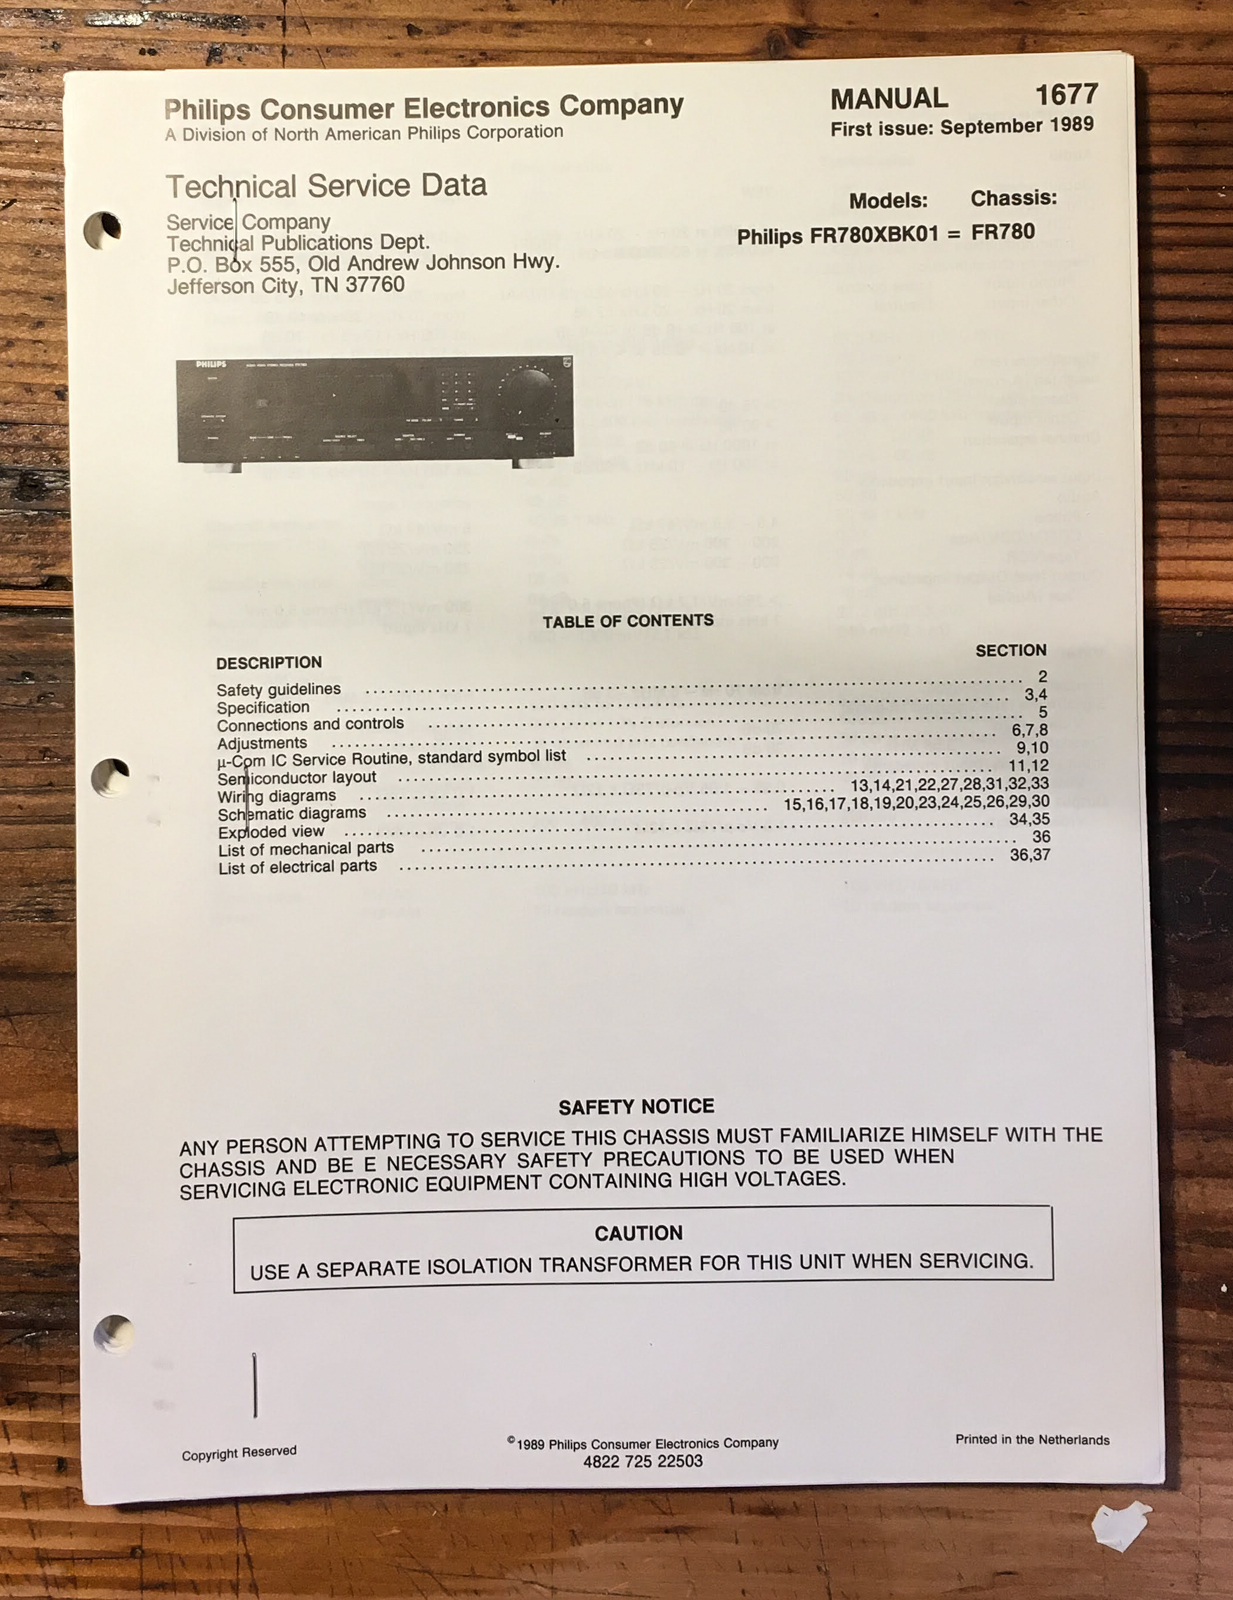 Philips Consumer Electronics Company
A Division of North American Philips Corporation
MANUAL 1677
First issue: September 1989
Technical Service Data
Service Company
Technical Publications Dept.
P.O. Box 555, Old Andrew Johnson Hwy.
Jefferson City, TN 37760
Models: Chassis:
Philips FR780XBK01 = FR780
PHILIPS
TABLE OF CONTENTS
DESCRIPTION SECTION
Safety guidelines 2
Specification 3,4
Connections and controls 5
Adjustments 6,7,8
µ-Com IC Service Routine, standard symbol list 9,10
Semiconductor layout 11,12
Wiring diagrams 13,14,21,22,27,28,31,32,33
Schematic diagrams 15,16,17,18,19,20,23,24,25,26,29,30
Exploded view 34,35
List of mechanical parts 36
List of electrical parts 36,37
SAFETY NOTICE
ANY PERSON ATTEMPTING TO SERVICE THIS CHASSIS MUST FAMILIARIZE HIMSELF WITH THE
CHASSIS AND BE E NECESSARY SAFETY PRECAUTIONS TO BE USED WHEN
SERVICING ELECTRONIC EQUIPMENT CONTAINING HIGH VOLTAGES.
CAUTION
USE A SEPARATE ISOLATION TRANSFORMER FOR THIS UNIT WHEN SERVICING.
Copyright Reserved
©1989 Philips Consumer Electronics Company
4822 725 22503
Printed in the Netherlands